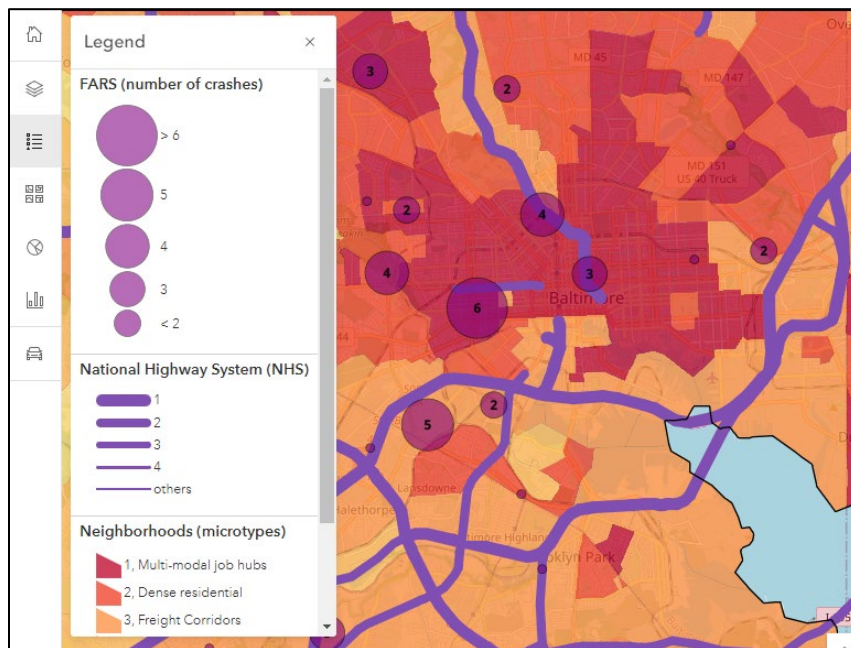 Legend
FARS (number of crashes)
> 6
5
4
3
< 2
National Highway System (NHS)
1
2
3
4
others
Neighborhoods (microtypes)
1, Multi-modal job hubs
2, Dense residential
3, Freight Corridors
MD 45
MD 147
3
2
MD 151
US 40 Truck
2
4
4
3
2
6
Baltimore
2
5
Lansdowne
Halethorpe